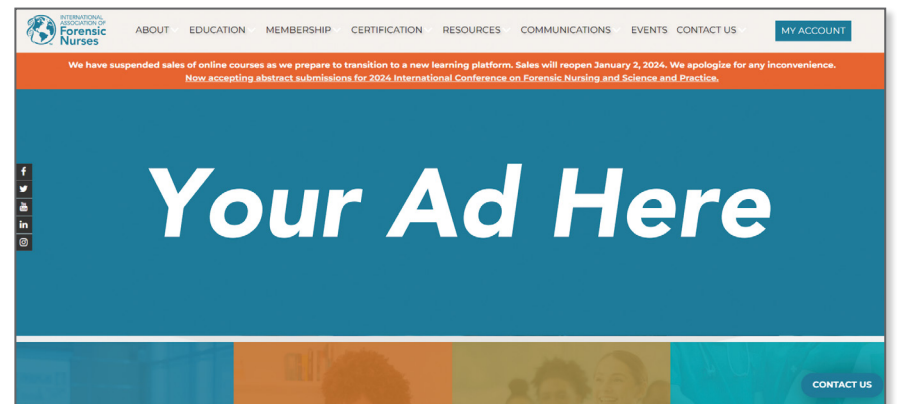 INTERNATIONAL
ASSOCIATION OF
Forensic
Nurses
ABOUT EDUCATION MEMBERSHIP CERTIFICATION RESOURCES COMMUNICATIONS EVENTS CONTACT US MY ACCOUNT
We have suspended sales of online courses as we prepare to transition to a new learning platform. Sales will reopen January 2, 2024. We apologize for any inconvenience.
Now accepting abstract submissions for 2024 International Conference on Forensic Nursing and Science and Practice.
Your Ad Here
CONTACT US